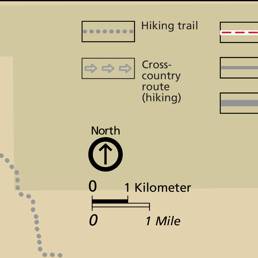 Hiking trail
Cross-
country
route
(hiking)
North
0 1 Kilometer
0 1 Mile